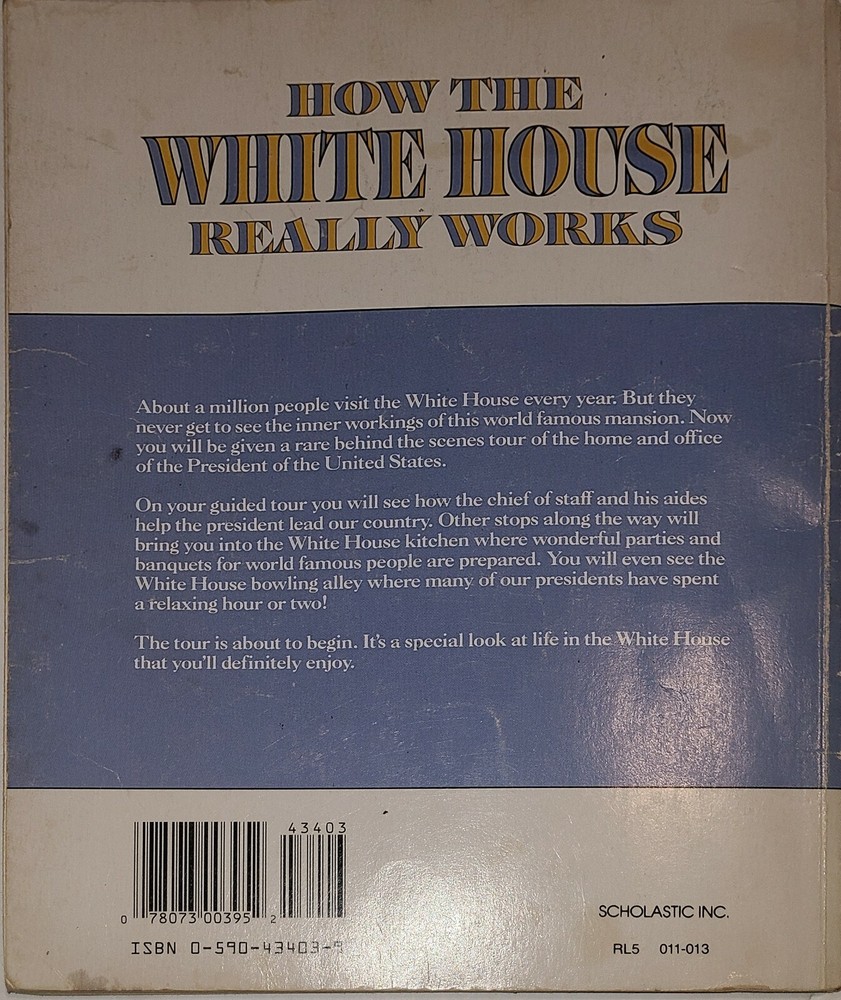 HOW THE
WHITE HOUSE
REALLY WORKS
About a million people visit the White House every year. But they
never get to see the inner workings of this world famous mansion. Now
you will be given a rare behind the scenes tour of the home and office
of the President of the United States.
On your guided tour you will see how the chief of staff and his aides
help the president lead our country. Other stops along the way will
bring you into the White House kitchen where wonderful parties and
banquets for world famous people are prepared. You will even see the
White House bowling alley where many of our presidents have spent
a relaxing hour or two!
The tour is about to begin. It's a special look at life in the White House
that you'll definitely enjoy.
43403
0 78073 00395 2
ISBN 0-590-43403-
SCHOLASTIC INC.
RL5 011-013